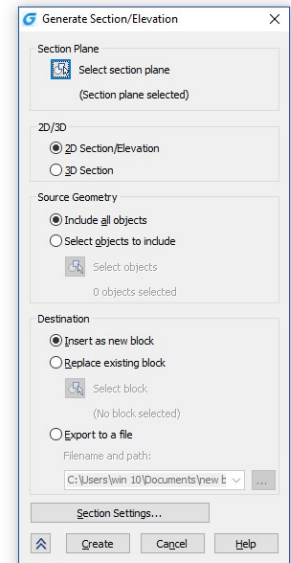 Generate Section/Elevation
Section Plane
Select section plane
(Section plane selected)
2D/3D
2D Section/Elevation
3D Section
Source Geometry
Include all objects
Select objects to include
Select objects
0 objects selected
Destination
Insert as new block
Replace existing block
Select block
(No block selected)
Export to a file
Filename and path:
C:\Users\win 10\Documents\new b ...
Section Settings...
Create Cancel Help